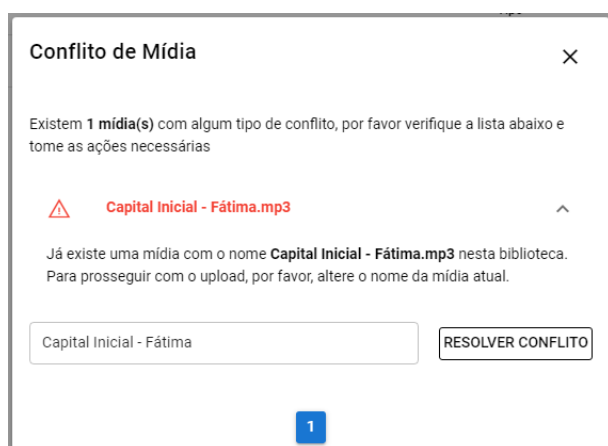 Conflito de Mídia
Existem 1 mídia(s) com algum tipo de conflito, por favor verifique a lista abaixo e
tome as ações necessárias
Capital Inicial - Fátima.mp3
Já existe uma mídia com o nome Capital Inicial - Fátima.mp3 nesta biblioteca.
Para prosseguir com o upload, por favor, altere o nome da mídia atual.
Capital Inicial - Fátima
RESOLVER CONFLITO
1